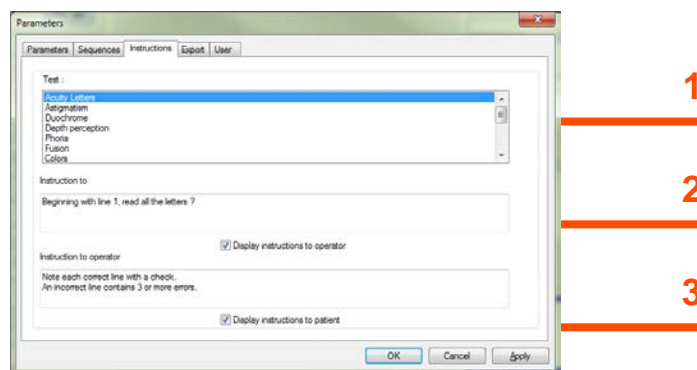 Parameters
Parameters Sequences Instructions Export User
Test :
Acuity Letters
Astigmatism
Duochrome
Depth perception
Phoria
Fusion
Colors
1
Instruction to
Beginning with line 1, read all the letters ?
2
Display instructions to operator
Instruction to operator
Note each correct line with a check.
An incorrect line contains 3 or more errors.
3
Display instructions to patient
OK Cancel Apply